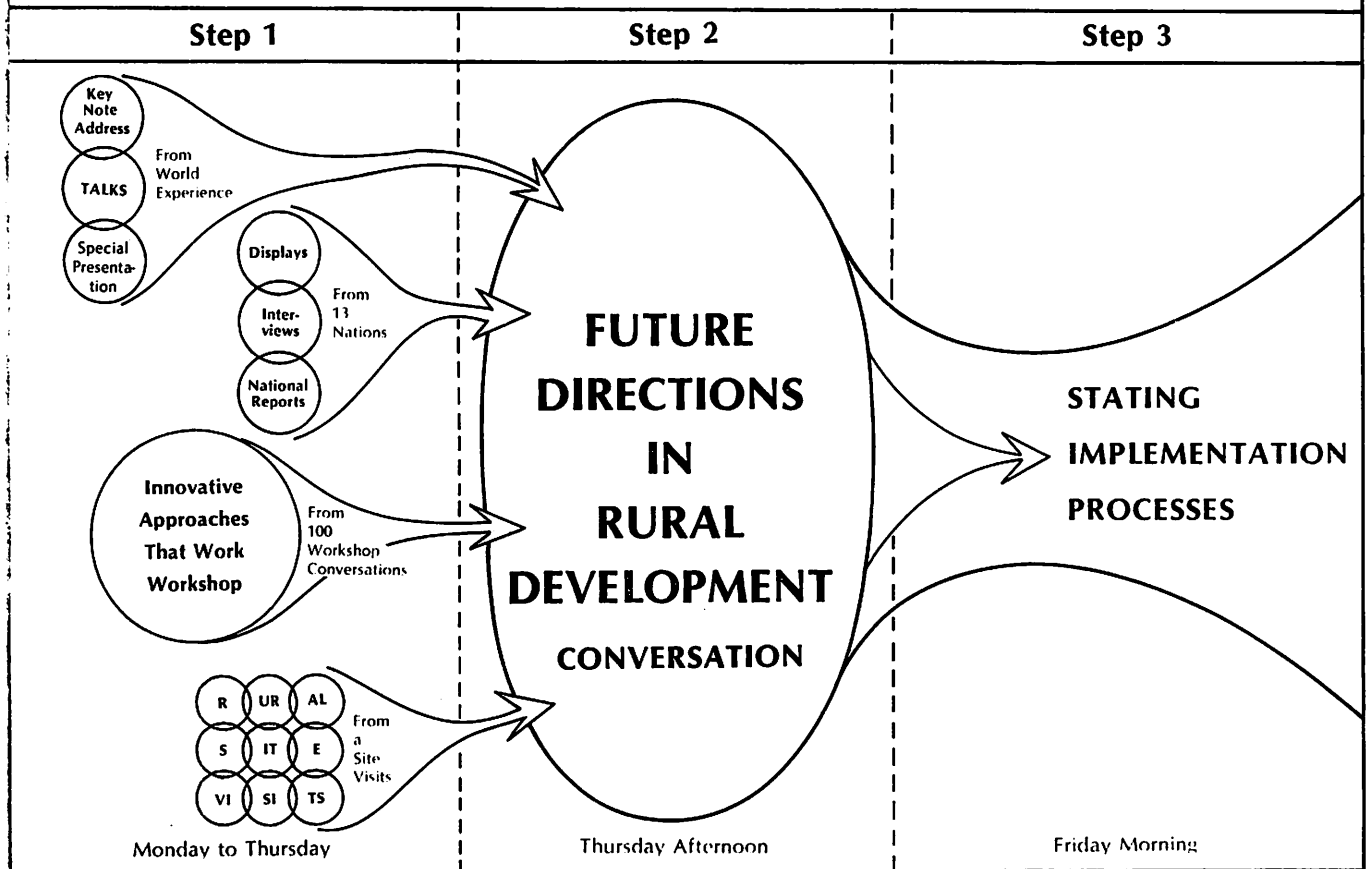 Step 1
Step 2
Step 3
Key
Note
Address
TALKS
Special
Presenta-
tion
From
World
Experience
Displays
Inter-
views
National
Reports
From
13
Nations
Innovative
Approaches
That Work
Workshop
From
100
Workshop
Conversations
R UR AL
S IT E
VI SI TS
From
a
Site
Visits
Monday to Thursday
FUTURE
DIRECTIONS
IN
RURAL
DEVELOPMENT
CONVERSATION
Thursday Afternoon
STATING
IMPLEMENTATION
PROCESSES
Friday Morning